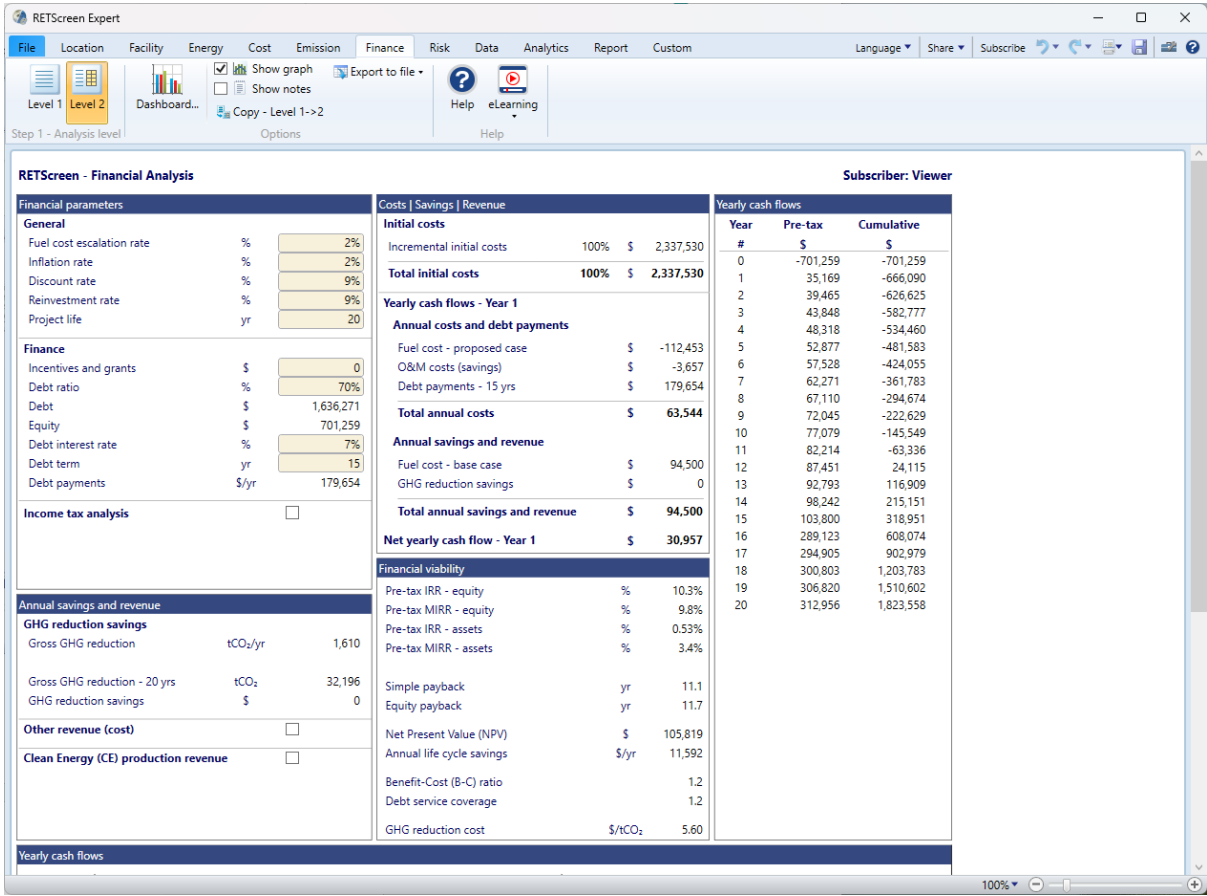 RETScreen Expert
File Location Facility Energy Cost Emission Finance Risk Data Analytics Report Custom Language Share Subscribe
Level 1 Level 2 Dashboard... Show graph Show notes Copy - Level 1->2 Export to file Help eLearning
Step 1 - Analysis level Options Help
RETScreen - Financial Analysis Subscriber: Viewer
Financial parameters
General
Fuel cost escalation rate % 2%
Inflation rate % 2%
Discount rate % 9%
Reinvestment rate % 9%
Project life yr 20
Finance
Incentives and grants $ 0
Debt ratio % 70%
Debt $ 1,636,271
Equity $ 701,259
Debt interest rate % 7%
Debt term yr 15
Debt payments $/yr 179,654
Income tax analysis
Annual savings and revenue
GHG reduction savings
Gross GHG reduction tCO₂/yr 1,610
Gross GHG reduction - 20 yrs tCO₂ 32,196
GHG reduction savings $ 0
Other revenue (cost)
Clean Energy (CE) production revenue
Costs | Savings | Revenue
Initial costs
Incremental initial costs 100% $ 2,337,530
Total initial costs 100% $ 2,337,530
Yearly cash flows - Year 1
Annual costs and debt payments
Fuel cost - proposed case $ -112,453
O&M costs (savings) $ -3,657
Debt payments - 15 yrs $ 179,654
Total annual costs $ 63,544
Annual savings and revenue
Fuel cost - base case $ 94,500
GHG reduction savings $ 0
Total annual savings and revenue $ 94,500
Net yearly cash flow - Year 1 $ 30,957
Financial viability
Pre-tax IRR - equity % 10.3%
Pre-tax MIRR - equity % 9.8%
Pre-tax IRR - assets % 0.53%
Pre-tax MIRR - assets % 3.4%
Simple payback yr 11.1
Equity payback yr 11.7
Net Present Value (NPV) $ 105,819
Annual life cycle savings $/yr 11,592
Benefit-Cost (B-C) ratio 1.2
Debt service coverage 1.2
GHG reduction cost $/tCO₂ 5.60
Yearly cash flows
Year Pre-tax Cumulative
# $ $
0 -701,259 -701,259
1 35,169 -666,090
2 39,465 -626,625
3 43,848 -582,777
4 48,318 -534,460
5 52,877 -481,583
6 57,528 -424,055
7 62,271 -361,783
8 67,110 -294,674
9 72,045 -222,629
10 77,079 -145,549
11 82,214 -63,336
12 87,451 24,115
13 92,793 116,909
14 98,242 215,151
15 103,800 318,951
16 289,123 608,074
17 294,905 902,979
18 300,803 1,203,783
19 306,820 1,510,602
20 312,956 1,823,558
Yearly cash flows
100%